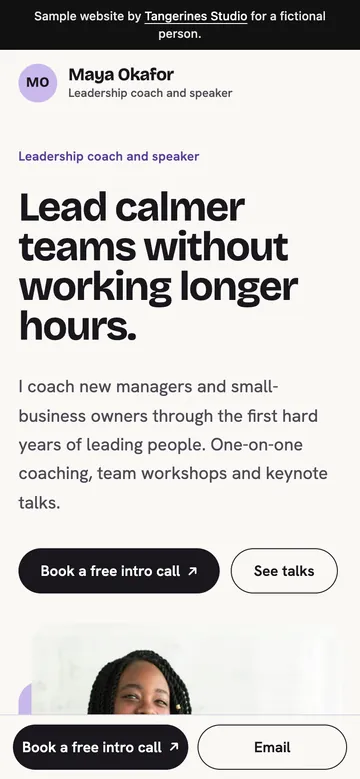 Sample website by Tangerines Studio for a fictional
person.
MO
Maya Okafor
Leadership coach and speaker
Leadership coach and speaker
Lead calmer
teams without
working longer
hours.
I coach new managers and small-
business owners through the first hard
years of leading people. One-on-one
coaching, team workshops and keynote
talks.
Book a free intro call ↗
See talks
Book a free intro call ↗
Email